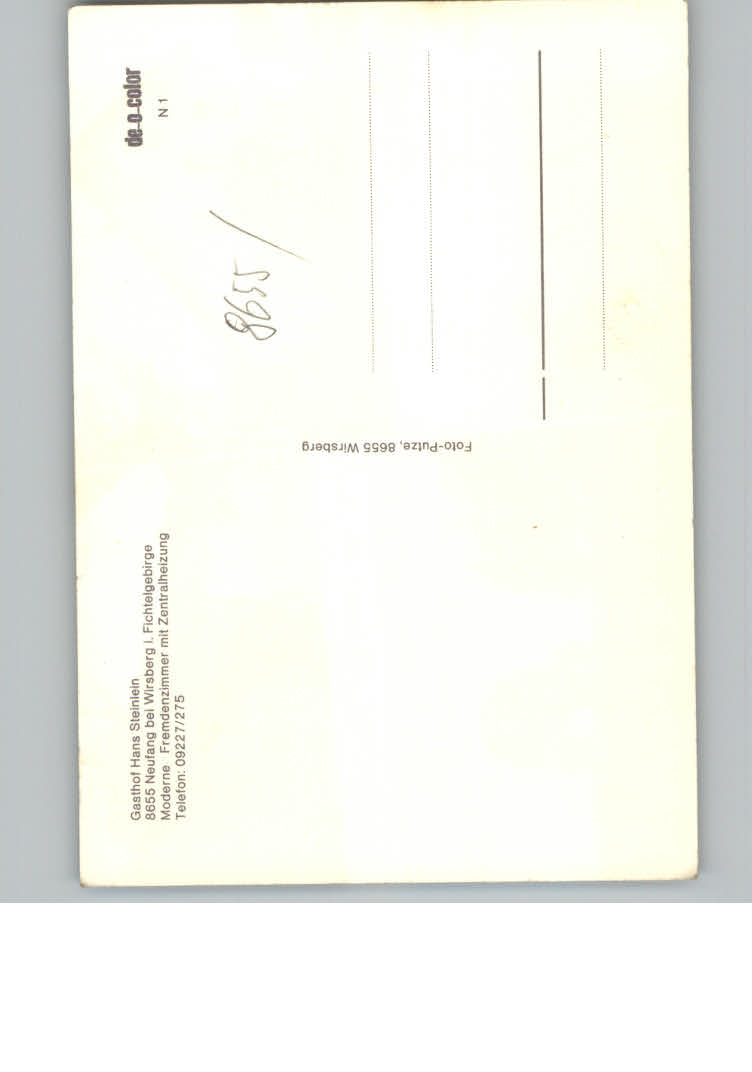 Gasthof Hans Steinlein
8655 Neufang bei Wirsberg i. Fichtelgebirge
Moderne Fremdenzimmer mit Zentralheizung
Telefon: 09227/275
Foto-Putze, 8655 Wirsberg
de-o-color
N 1
8655 /